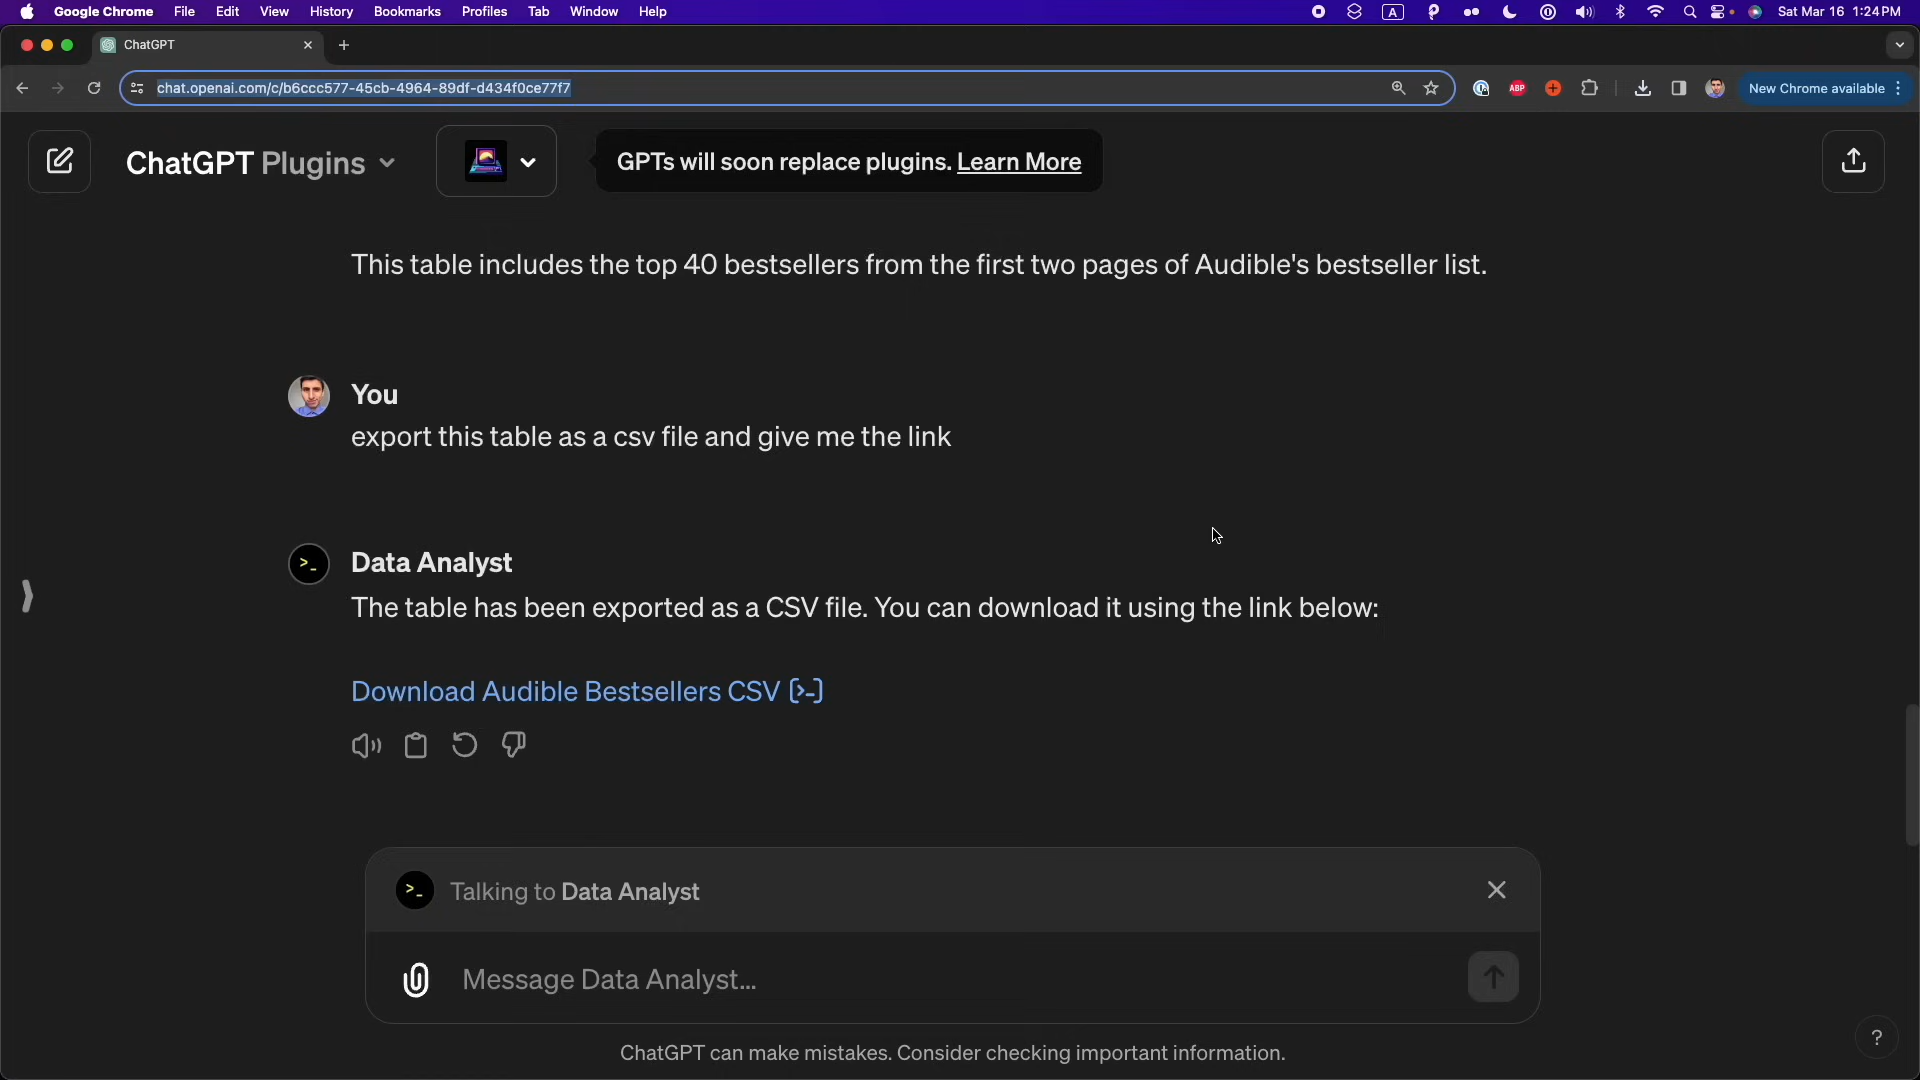 Google Chrome File Edit View History Bookmarks Profiles Tab Window Help A Sat Mar 16 1:24 PM
ChatGPT
chat.openai.com/c/b6ccc577-45cb-4964-89df-d434f0ce77f7 ABP New Chrome available
ChatGPT Plugins GPTs will soon replace plugins. Learn More
This table includes the top 40 bestsellers from the first two pages of Audible's bestseller list.
You
export this table as a csv file and give me the link
Data Analyst
The table has been exported as a CSV file. You can download it using the link below:
Download Audible Bestsellers CSV [>-]
Talking to Data Analyst
Message Data Analyst...
ChatGPT can make mistakes. Consider checking important information.
?